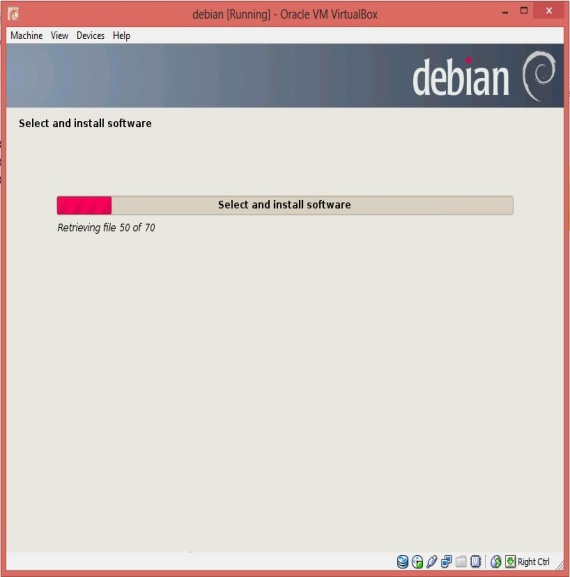 debian [Running] - Oracle VM VirtualBox
Machine View Devices Help
debian
Select and install software
Select and install software
Retrieving file 50 of 70
Right Ctrl